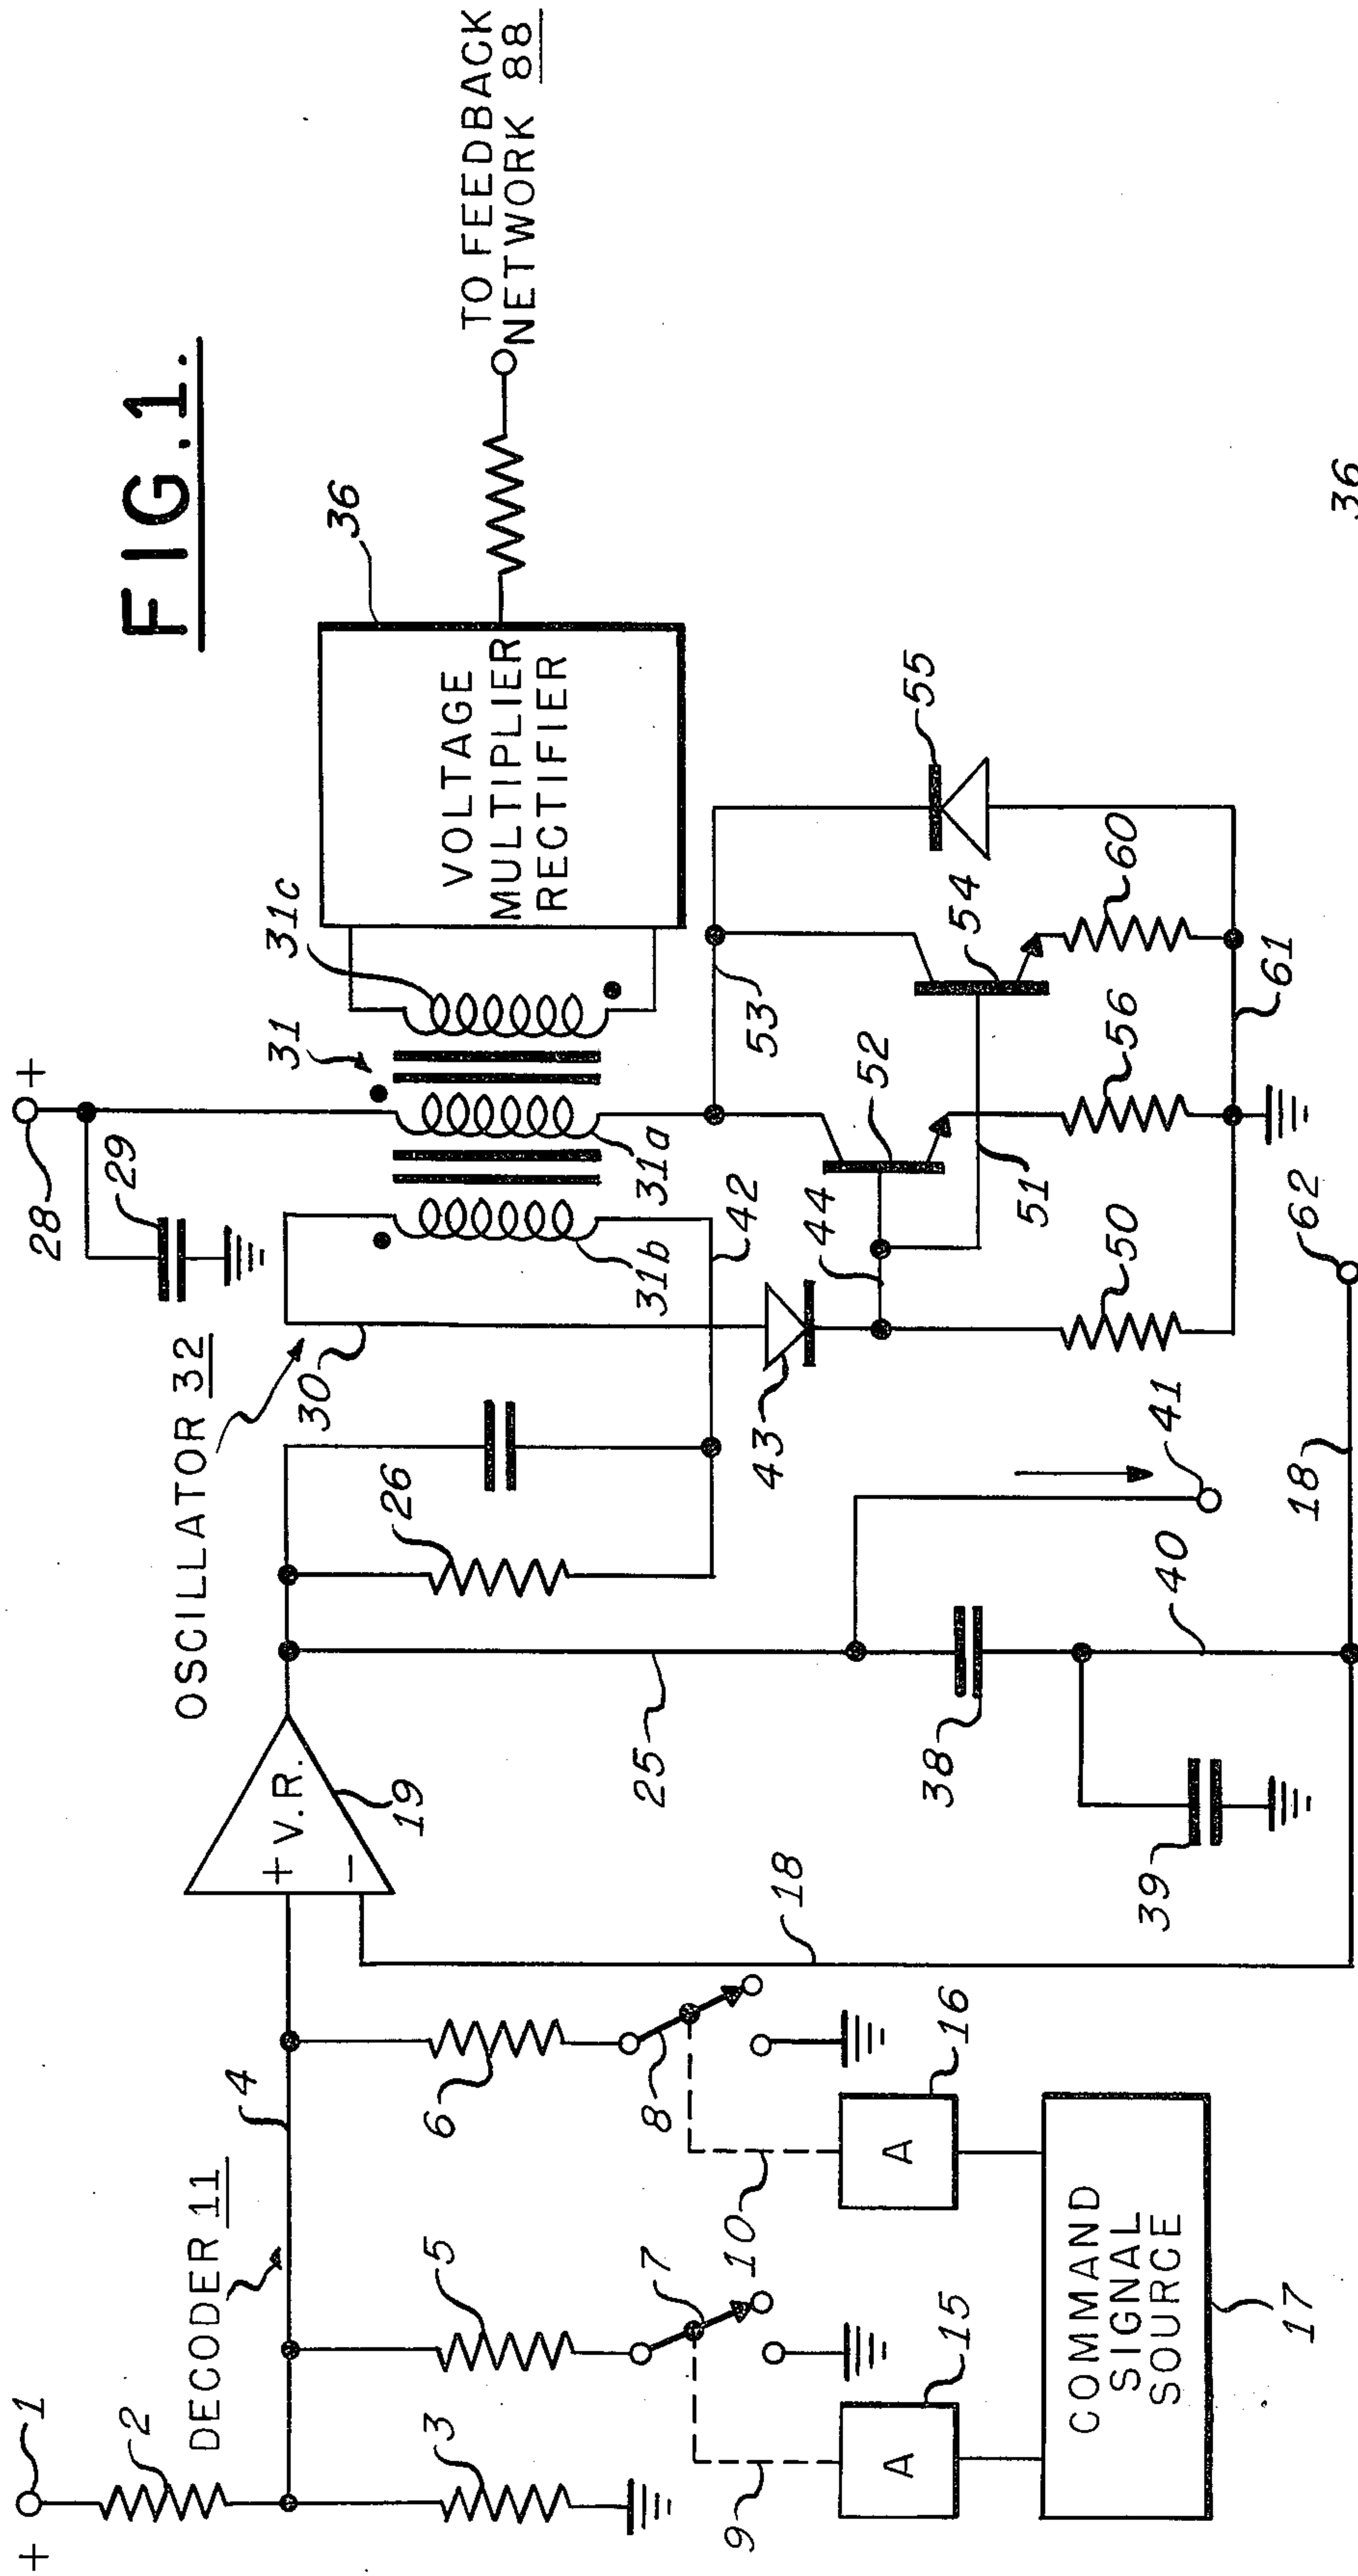 FIG.1.
+
1
2
DECODER 11
3
4
5
6
7
8
9
10
A
15
A
16
COMMAND
SIGNAL
SOURCE
17
18
+
-
V.R.
19
25
26
OSCILLATOR 32
28
+
29
30
31
31a
31b
31c
VOLTAGE
MULTIPLIER
RECTIFIER
36
TO FEEDBACK
NETWORK 88
38
39
40
41
42
43
44
50
51
52
53
54
55
56
60
61
62
18
36